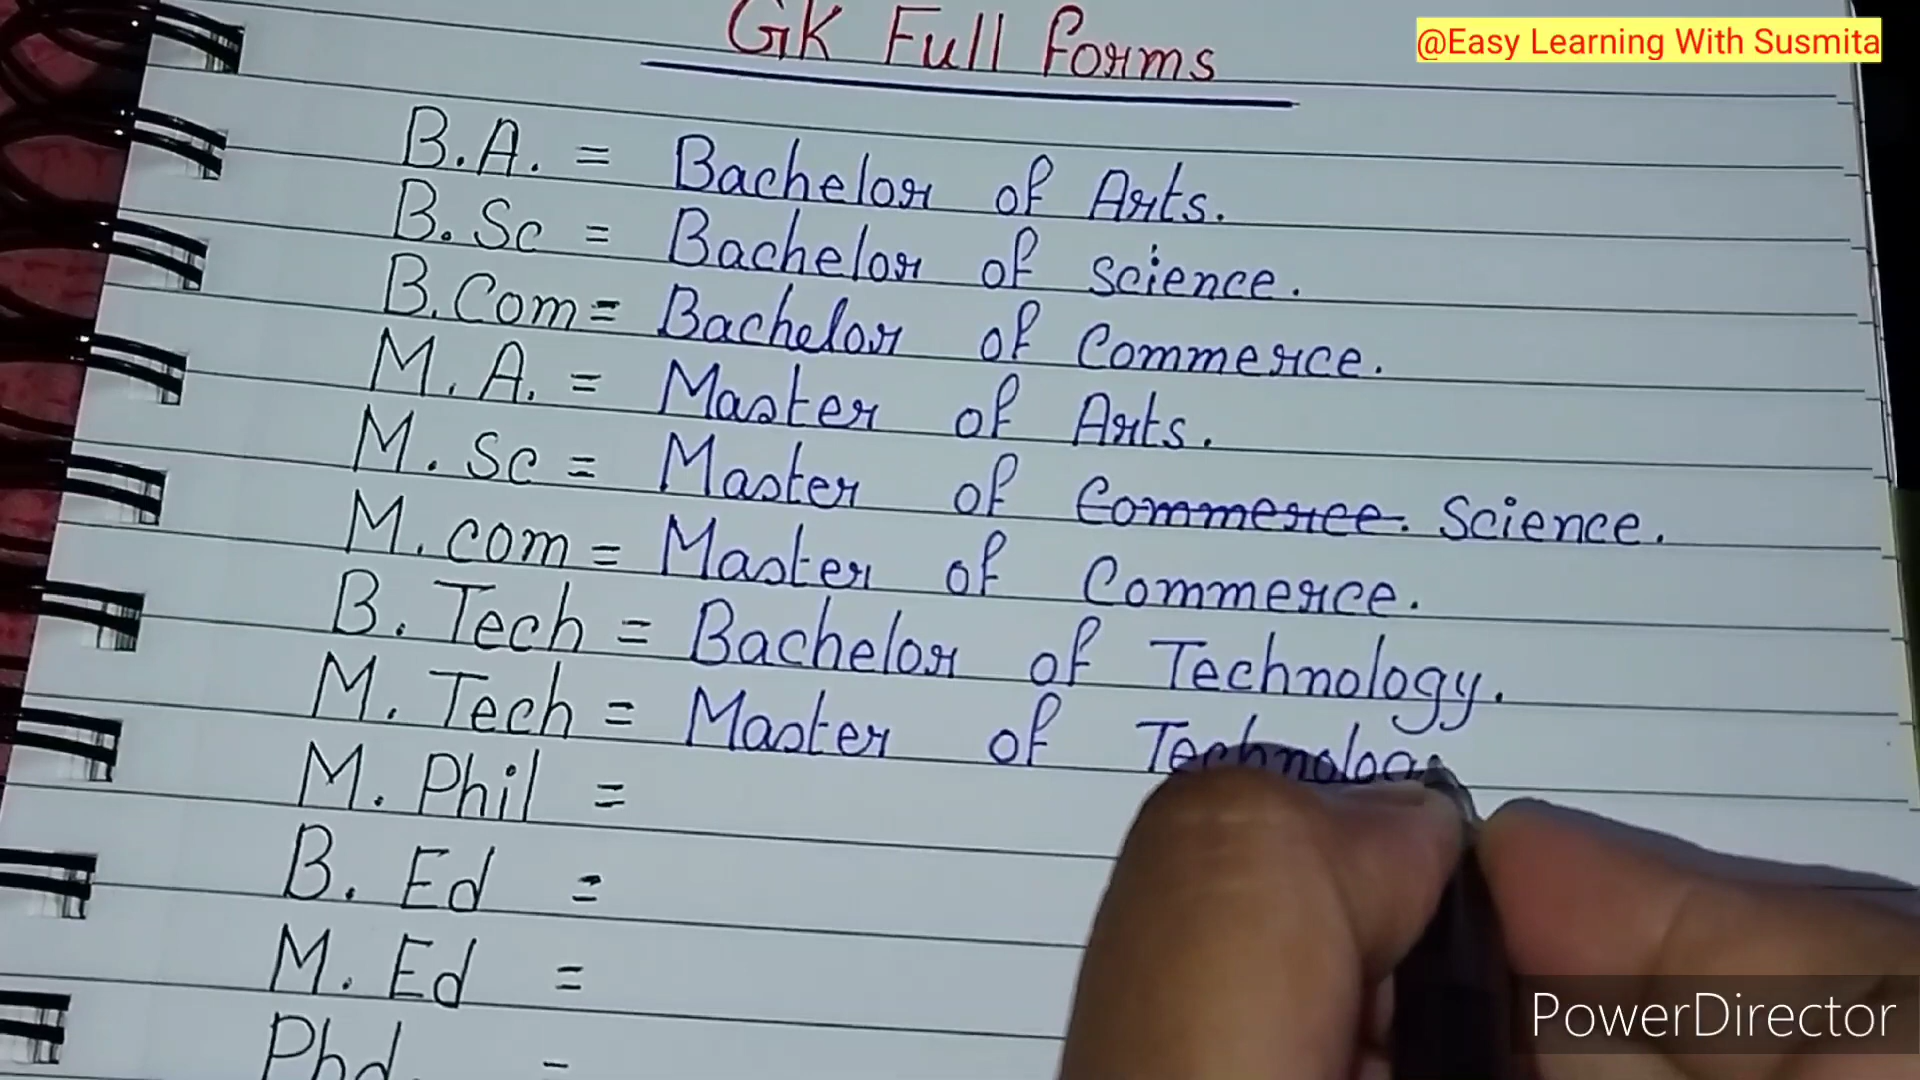 GK Full Forms
@Easy Learning With Susmita
B.A. = Bachelor of Arts.
B.Sc = Bachelor of Science.
B.Com = Bachelor of Commerce.
M.A. = Master of Arts.
M.Sc = Master of Commerce. Science.
M.com = Master of Commerce.
B.Tech = Bachelor of Technology.
M.Tech = Master of Technolog
M.Phil =
B.Ed =
M.Ed =
Phd. =
PowerDirector